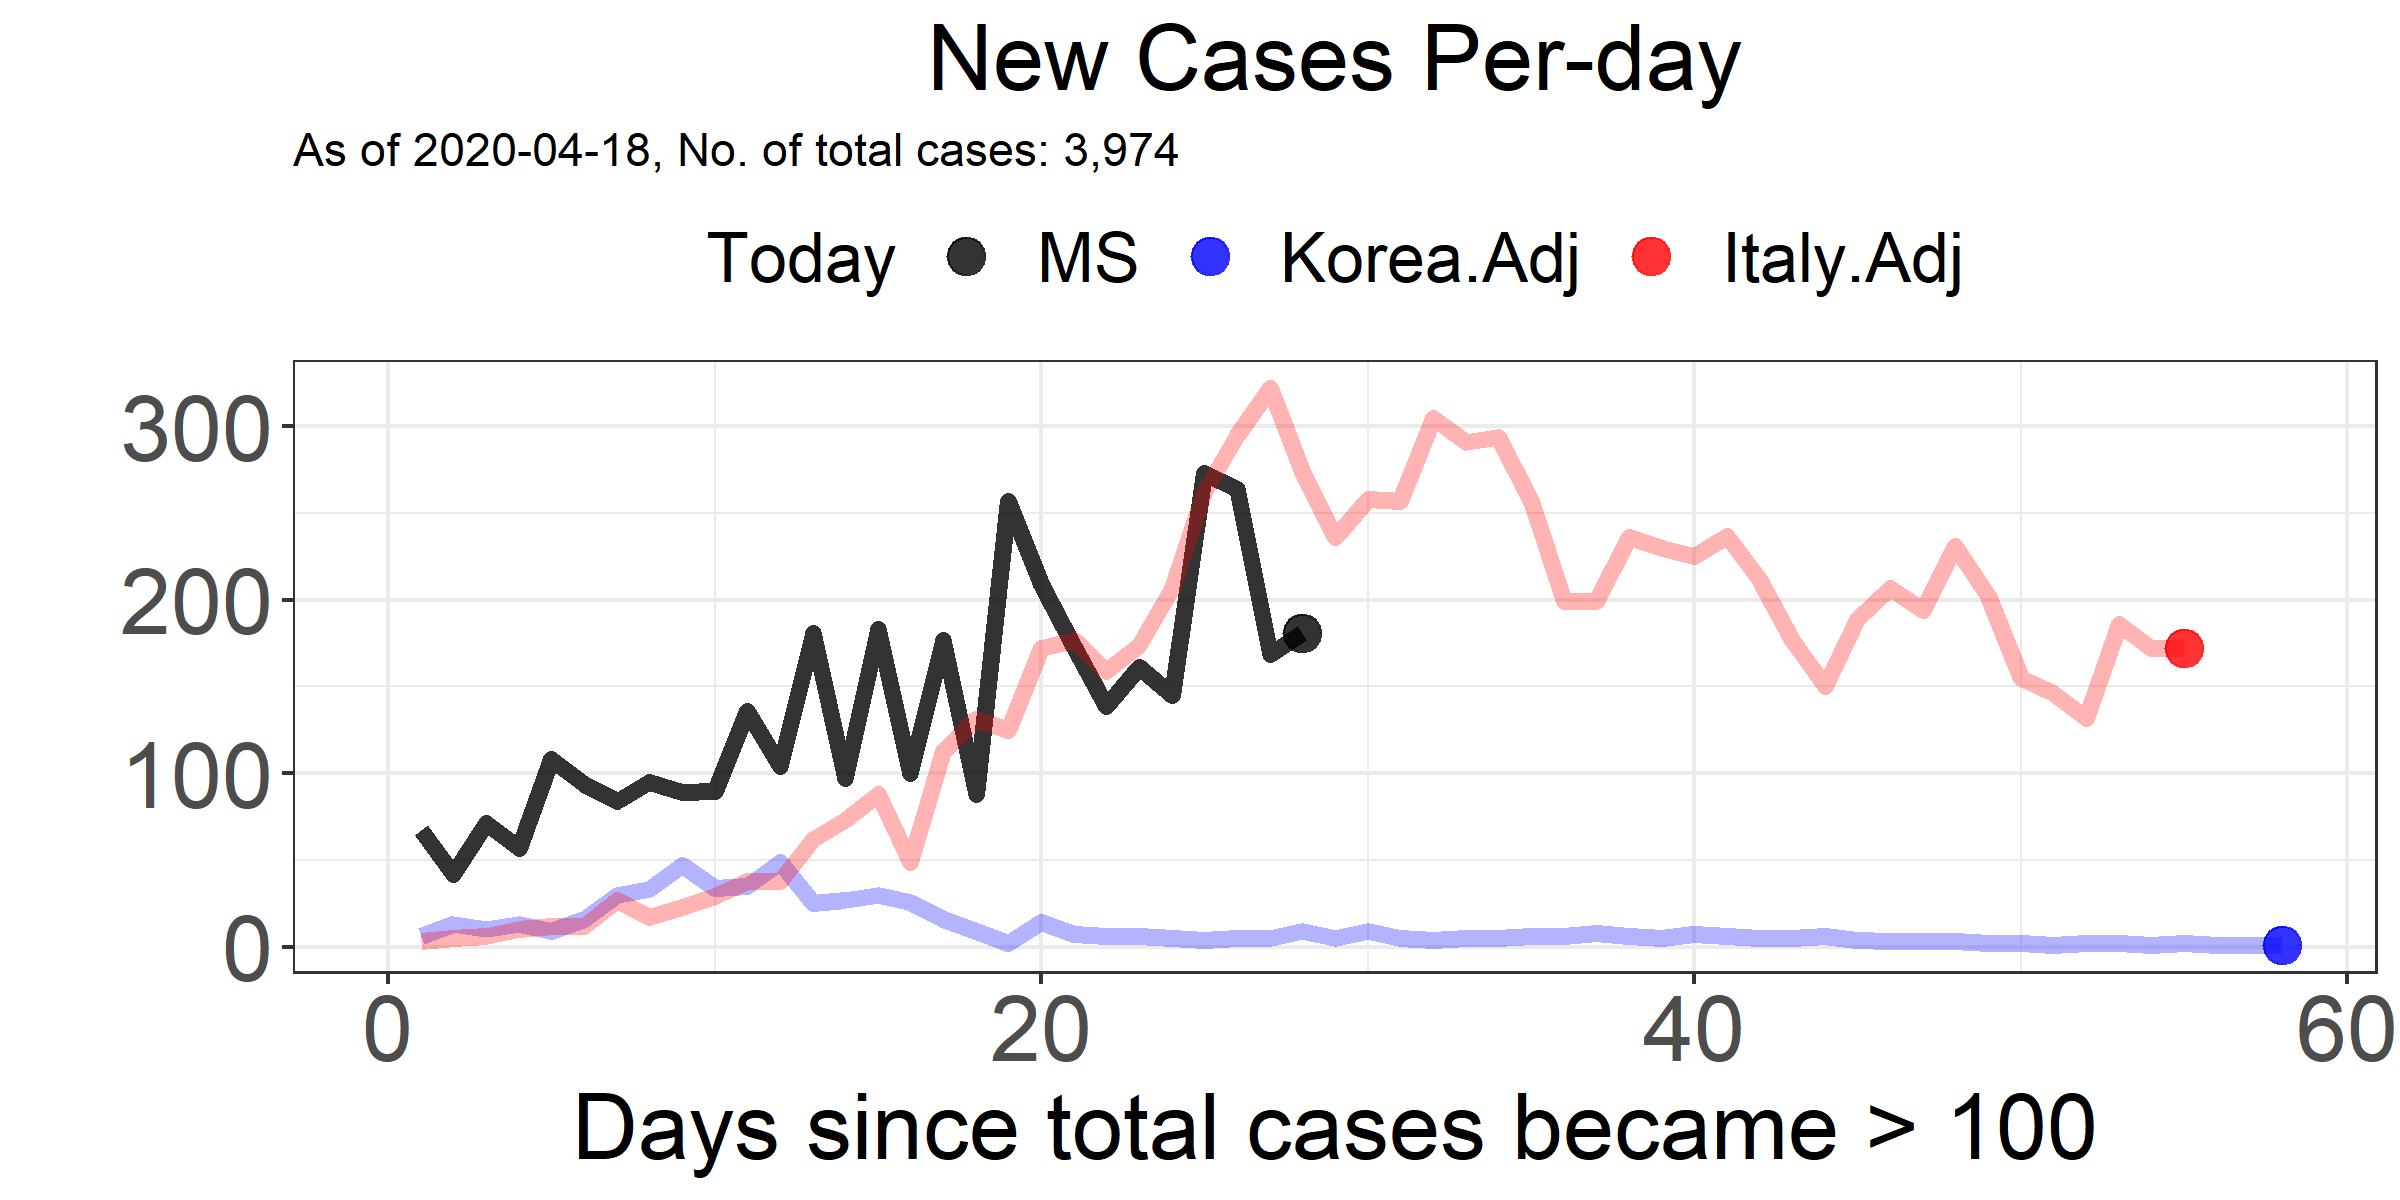 New Cases Per-day
As of 2020-04-18, No. of total cases: 3,974
Today MS Korea.Adj Italy.Adj
300
200
100
0
0 20 40 60
Days since total cases became > 100